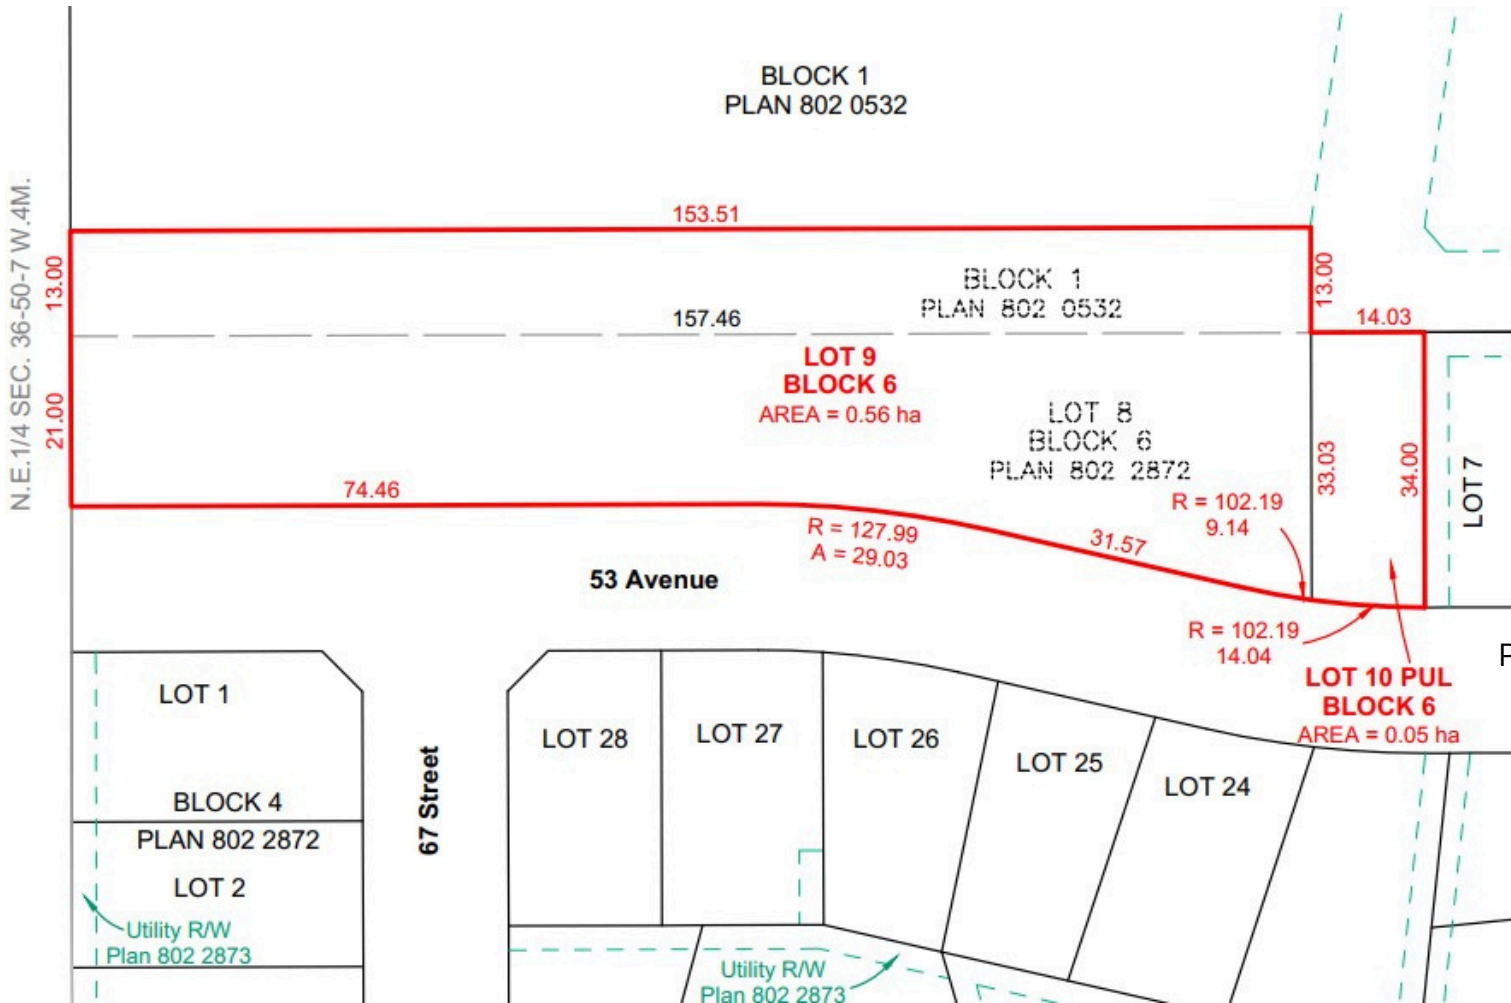 BLOCK 1
PLAN 802 0532
N.E.1/4 SEC. 36-50-7 W.4M.
153.51
13.00
13.00
BLOCK 1
PLAN 802 0532
157.46
14.03
LOT 9
BLOCK 6
AREA = 0.56 ha
21.00
LOT 8
BLOCK 6
PLAN 802 2872
33.03
34.00
LOT 7
74.46
R = 102.19
9.14
R = 127.99
A = 29.03
31.57
53 Avenue
R = 102.19
14.04
P
LOT 10 PUL
BLOCK 6
AREA = 0.05 ha
LOT 1
BLOCK 4
PLAN 802 2872
LOT 2
67 Street
LOT 28
LOT 27
LOT 26
LOT 25
LOT 24
Utility R/W
Plan 802 2873
Utility R/W
Plan 802 2873